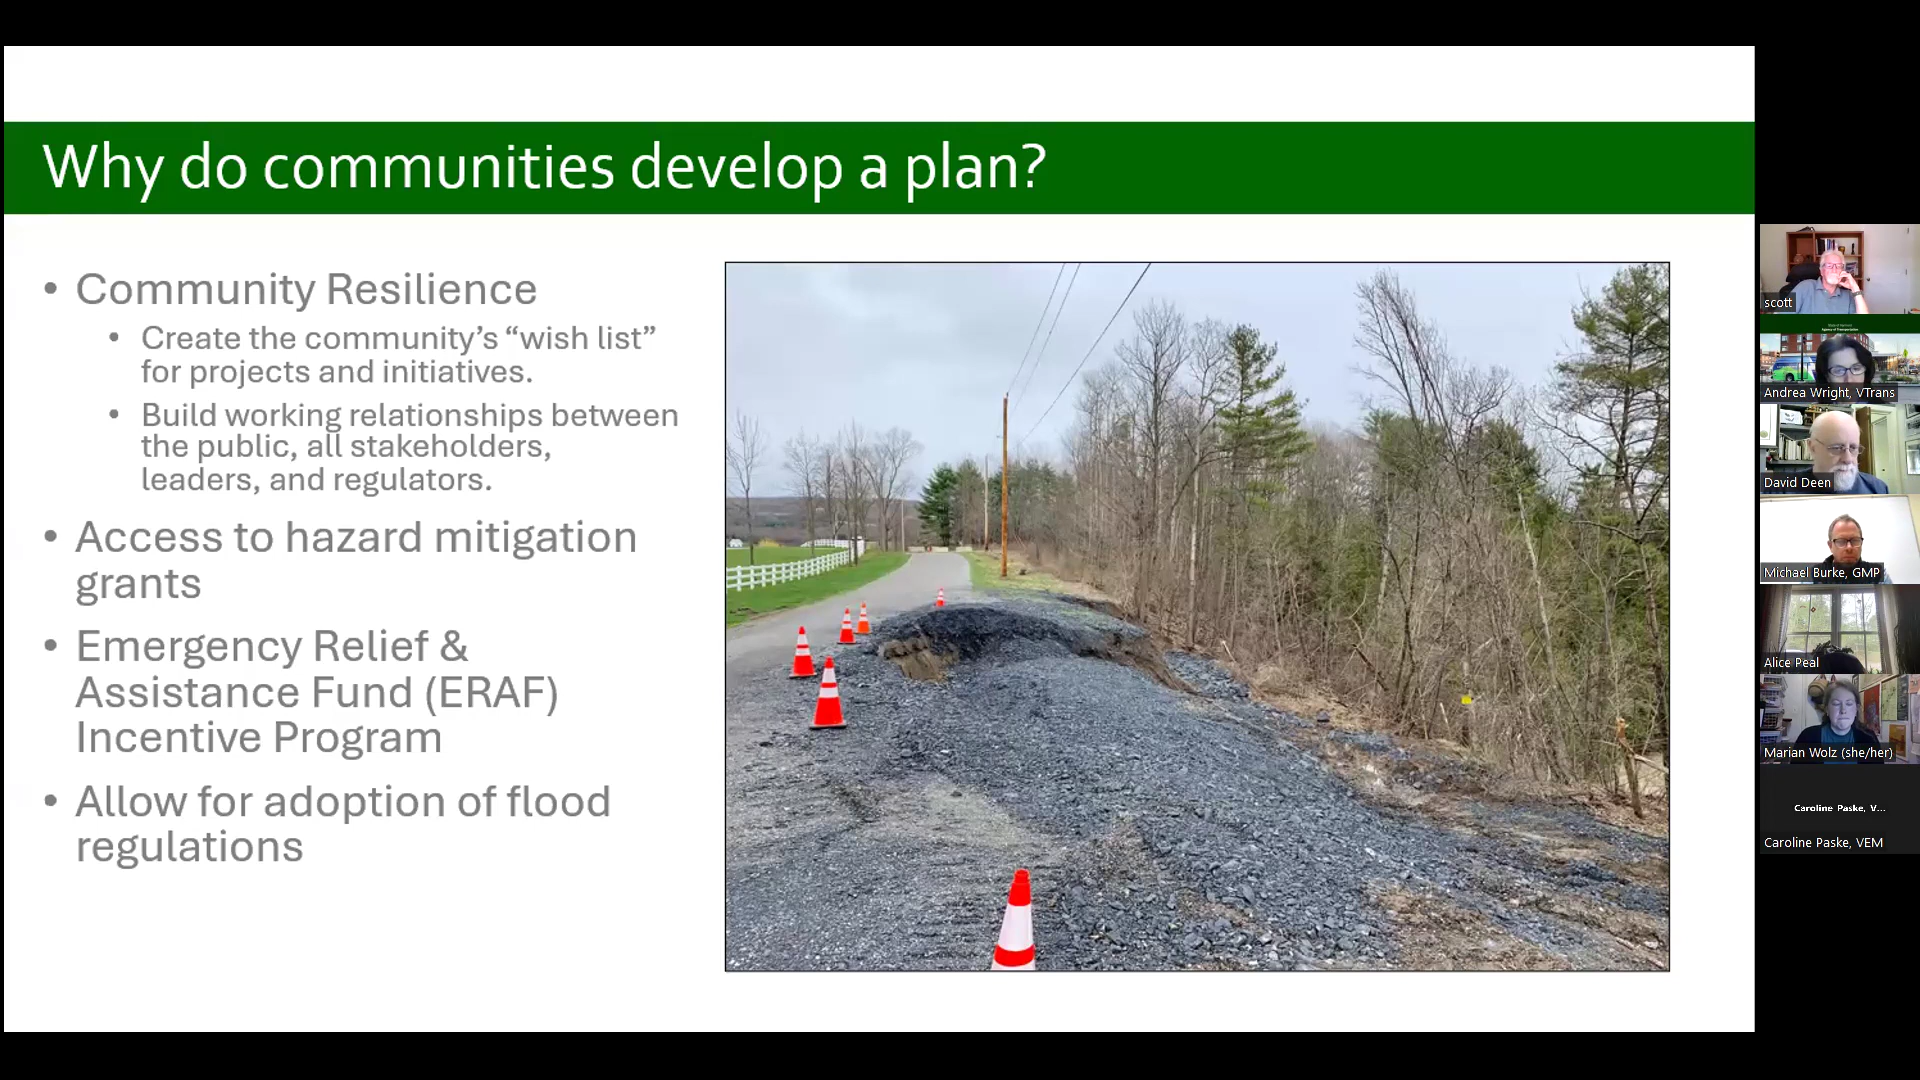 Why do communities develop a plan?
• Community Resilience
• Create the community’s “wish list”
for projects and initiatives.
• Build working relationships between
the public, all stakeholders,
leaders, and regulators.
• Access to hazard mitigation
grants
• Emergency Relief &
Assistance Fund (ERAF)
Incentive Program
• Allow for adoption of flood
regulations
scott
Andrea Wright, VTrans
David Deen
Michael Burke, GMP
Alice Peal
Marian Wolz (she/her)
Caroline Paske, V...
Caroline Paske, VEM